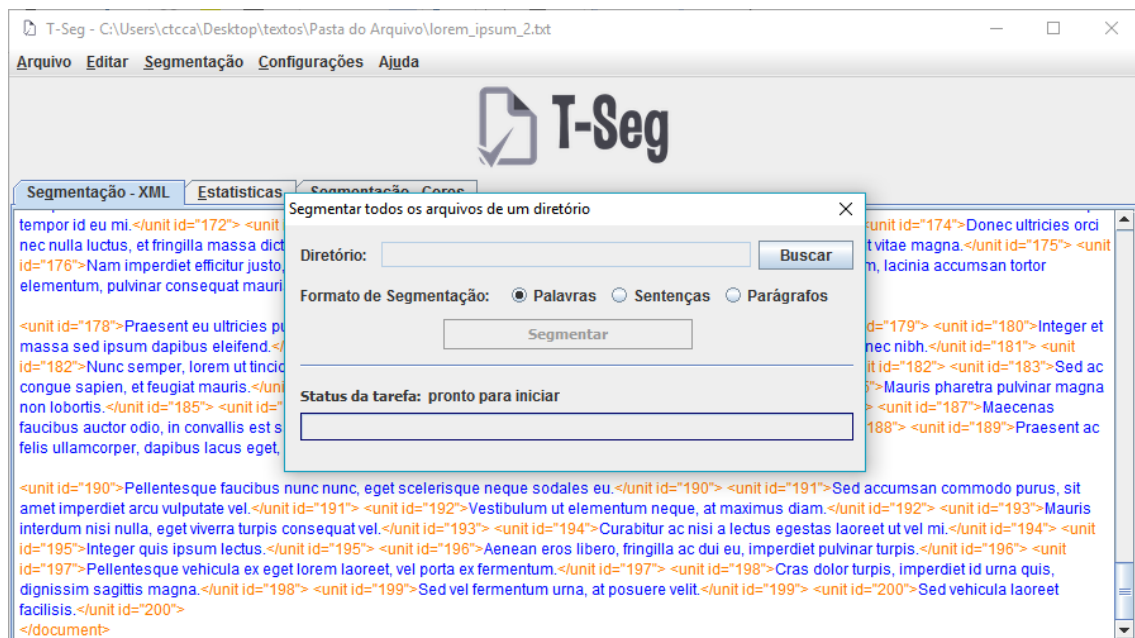 T-Seg - C:\Users\ctcca\Desktop\textos\Pasta do Arquivo\lorem_ipsum_2.txt
Arquivo Editar Segmentação Configurações Ajuda
T-Seg
Segmentação - XML Estatisticas Segmentação Cores
tempor id eu mi.</unit id="172"> <unit unit id="174">Donec ultricies orci
nec nulla luctus, et fringilla massa dict t vitae magna.</unit id="175"> <unit
id="176">Nam imperdiet efficitur justo, lacinia accumsan tortor
elementum, pulvinar consequat mauri
<unit id="178">Praesent eu ultricies pu d="179"> <unit id="180">Integer et
massa sed ipsum dapibus eleifend.</ nec nibh.</unit id="181"> <unit
id="182">Nunc semper, lorem ut tincid it id="182"> <unit id="183">Sed ac
congue sapien, et feugiat mauris.</uni ">Mauris pharetra pulvinar magna
non lobortis.</unit id="185"> <unit id=" > <unit id="187">Maecenas
faucibus auctor odio, in convallis est s 188"> <unit id="189">Praesent ac
felis ullamcorper, dapibus lacus eget,
Segmentar todos os arquivos de um diretório
Diretório: Buscar
Formato de Segmentação: Palavras Sentenças Parágrafos
Segmentar
Status da tarefa: pronto para iniciar
<unit id="190">Pellentesque faucibus nunc nunc, eget scelerisque neque sodales eu.</unit id="190"> <unit id="191">Sed accumsan commodo purus, sit
amet imperdiet arcu vulputate vel.</unit id="191"> <unit id="192">Vestibulum ut elementum neque, at maximus diam.</unit id="192"> <unit id="193">Mauris
interdum nisi nulla, eget viverra turpis consequat vel.</unit id="193"> <unit id="194">Curabitur ac nisi a lectus egestas laoreet ut vel mi.</unit id="194"> <unit
id="195">Integer quis ipsum lectus.</unit id="195"> <unit id="196">Aenean eros libero, fringilla ac dui eu, imperdiet pulvinar turpis.</unit id="196"> <unit
id="197">Pellentesque vehicula ex eget lorem laoreet, vel porta ex fermentum.</unit id="197"> <unit id="198">Cras dolor turpis, imperdiet id urna quis,
dignissim sagittis magna.</unit id="198"> <unit id="199">Sed vel fermentum urna, at posuere velit.</unit id="199"> <unit id="200">Sed vehicula laoreet
facilisis.</unit id="200">
</document>